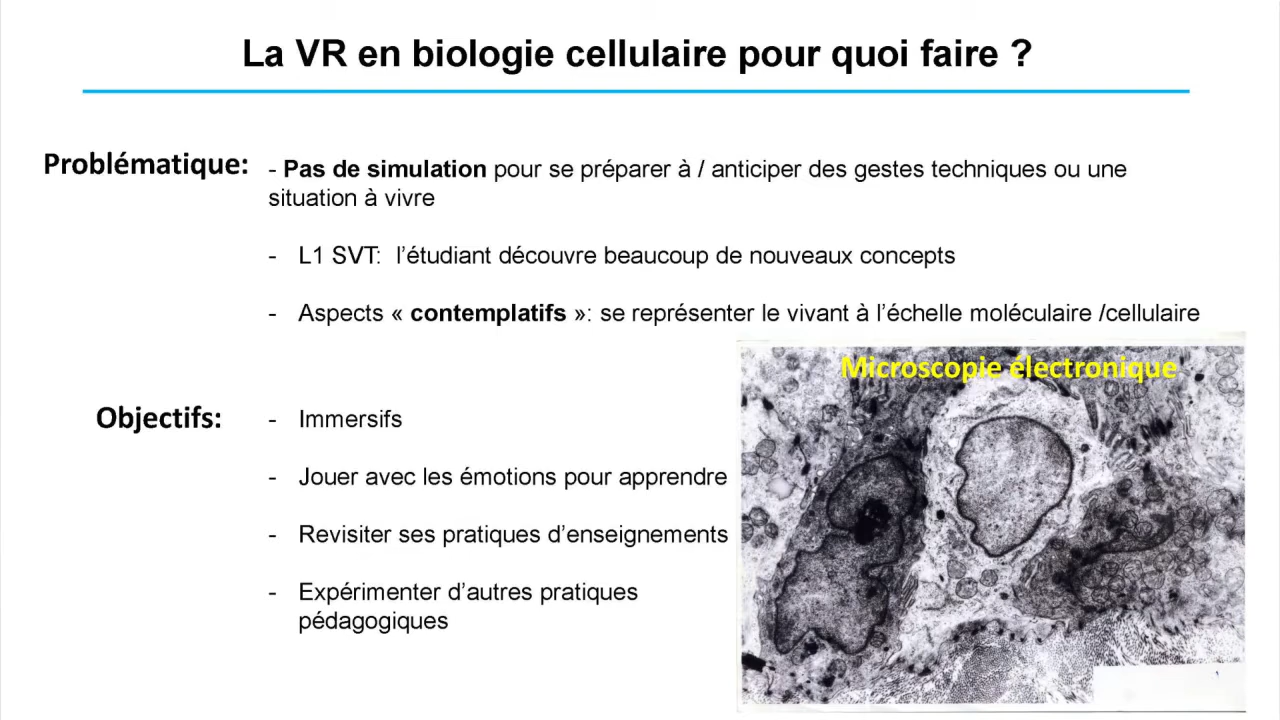 La VR en biologie cellulaire pour quoi faire ?
Problématique:
- Pas de simulation pour se préparer à / anticiper des gestes techniques ou une
situation à vivre
- L1 SVT: l’étudiant découvre beaucoup de nouveaux concepts
- Aspects « contemplatifs »: se représenter le vivant à l’échelle moléculaire /cellulaire
Microscopie électronique
Objectifs:
- Immersifs
- Jouer avec les émotions pour apprendre
- Revisiter ses pratiques d’enseignements
- Expérimenter d’autres pratiques
pédagogiques